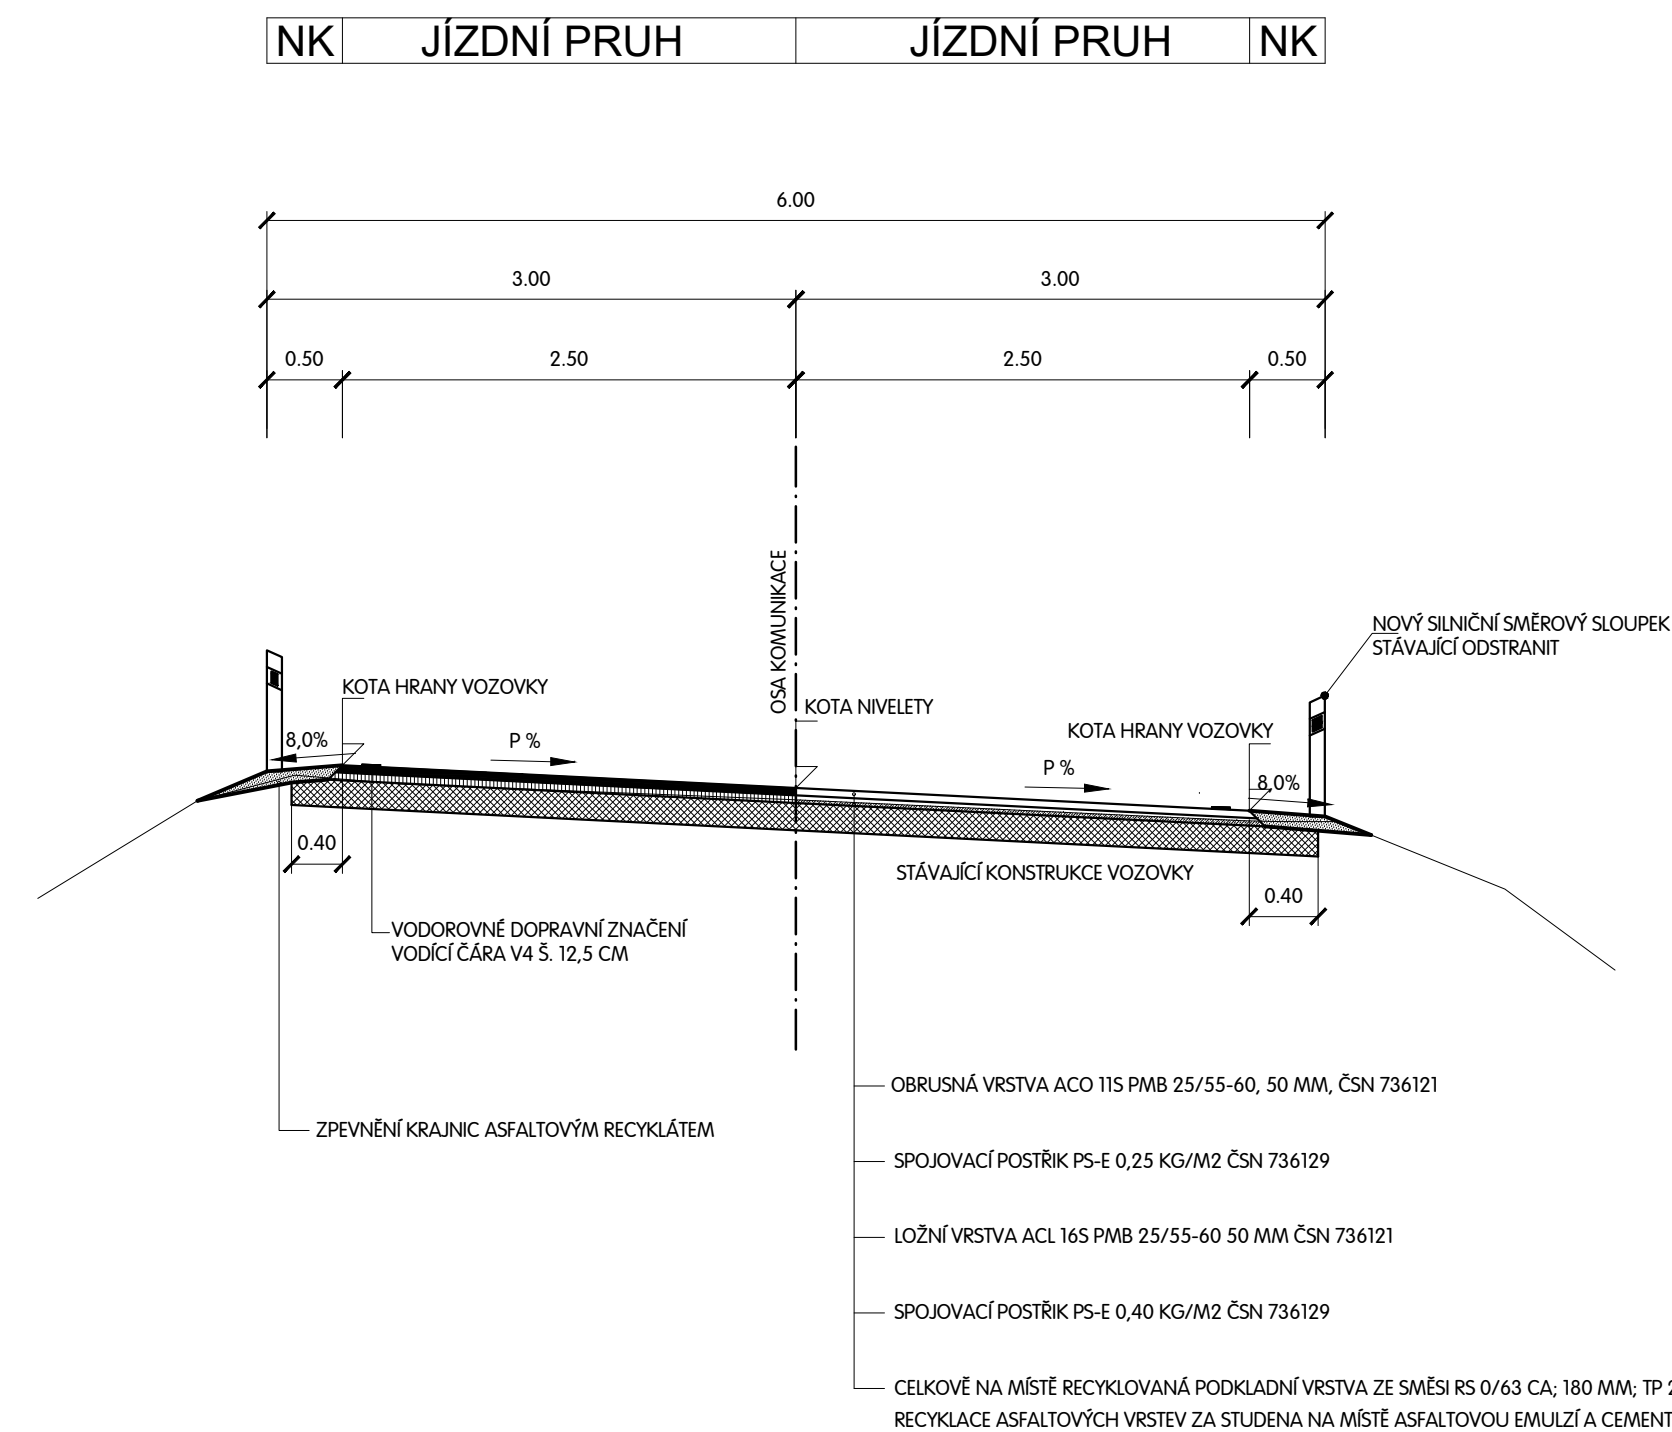 NK JÍZDNÍ PRUH JÍZDNÍ PRUH NK
6.00
3.00 3.00
0.50 2.50 2.50 0.50
OSA KOMUNIKACE
NOVÝ SILNIČNÍ SMĚROVÝ SLOUPEK
STÁVAJÍCÍ ODSTRANIT
KOTA HRANY VOZOVKY
KOTA NIVELETY
KOTA HRANY VOZOVKY
8,0% P %
P % 8,0%
0.40
STÁVAJÍCÍ KONSTRUKCE VOZOVKY
0.40
VODOROVNÉ DOPRAVNÍ ZNAČENÍ
VODÍCÍ ČÁRA V4 Š. 12,5 CM
OBRUSNÁ VRSTVA ACO 11S PMB 25/55-60, 50 MM, ČSN 736121
ZPEVNĚNÍ KRAJNIC ASFALTOVÝM RECYKLÁTEM
SPOJOVACÍ POSTŘIK PS-E 0,25 KG/M2 ČSN 736129
LOŽNÍ VRSTVA ACL 16S PMB 25/55-60 50 MM ČSN 736121
SPOJOVACÍ POSTŘIK PS-E 0,40 KG/M2 ČSN 736129
CELKOVĚ NA MÍSTĚ RECYKLOVANÁ PODKLADNÍ VRSTVA ZE SMĚSI RS 0/63 CA; 180 MM; TP
RECYKLACE ASFALTOVÝCH VRSTEV ZA STUDENA NA MÍSTĚ ASFALTOVOU EMULZÍ A CEMENT